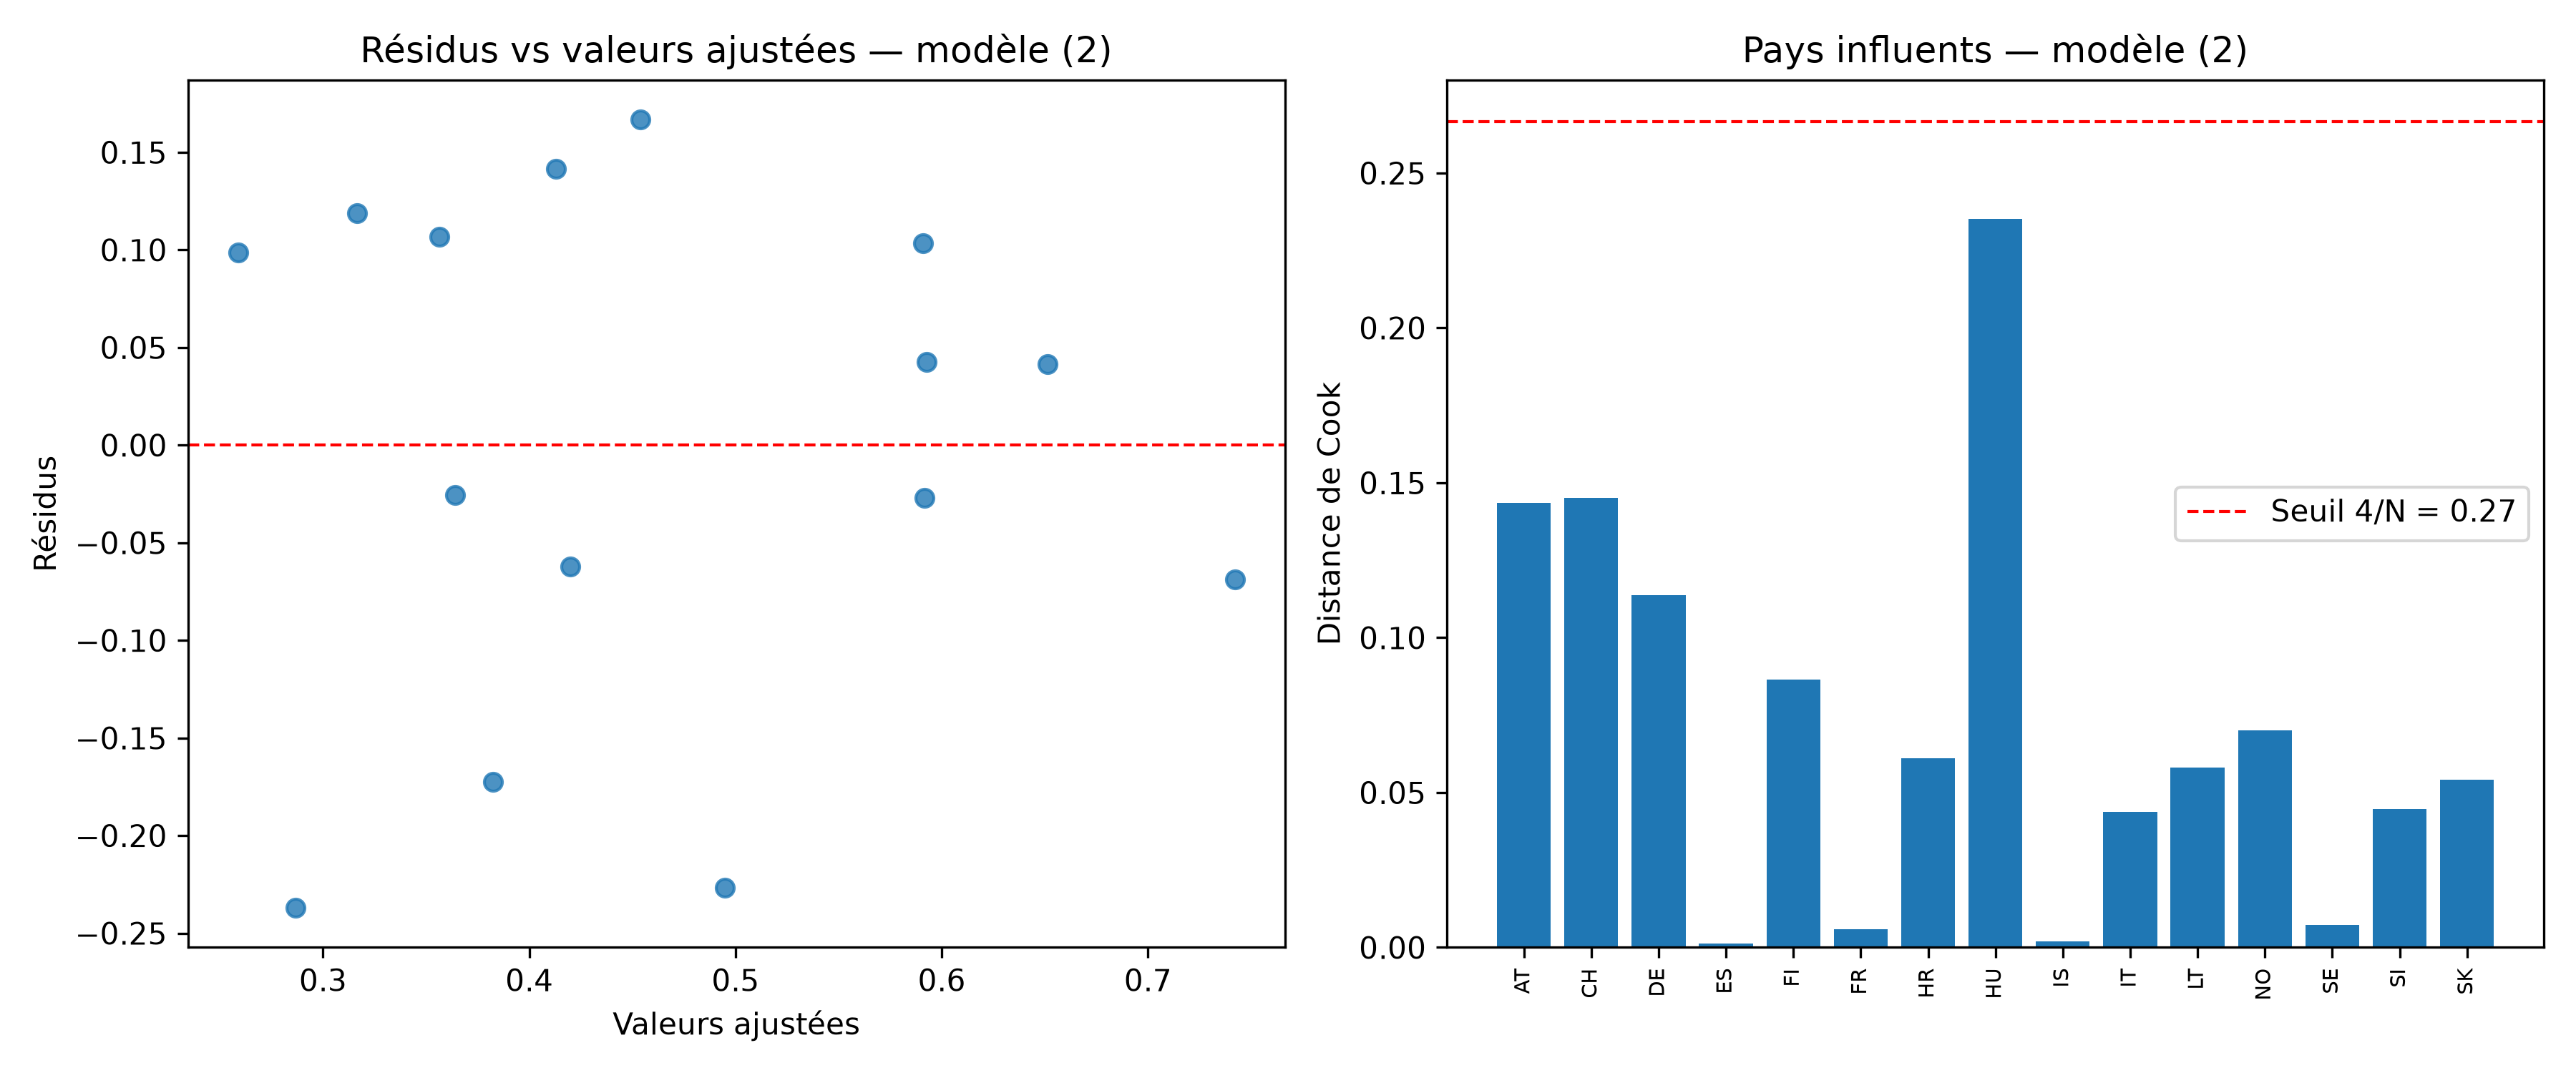 Résidus vs valeurs ajustées — modèle (2)
Résidus
0.15
0.10
0.05
0.00
−0.05
−0.10
−0.15
−0.20
−0.25
0.3 0.4 0.5 0.6 0.7
Valeurs ajustées
Pays influents — modèle (2)
Distance de Cook
0.25
0.20
0.15
0.10
0.05
0.00
Seuil 4/N = 0.27
AT CH DE ES FI FR HR HU IS IT LT NO SE SI SK